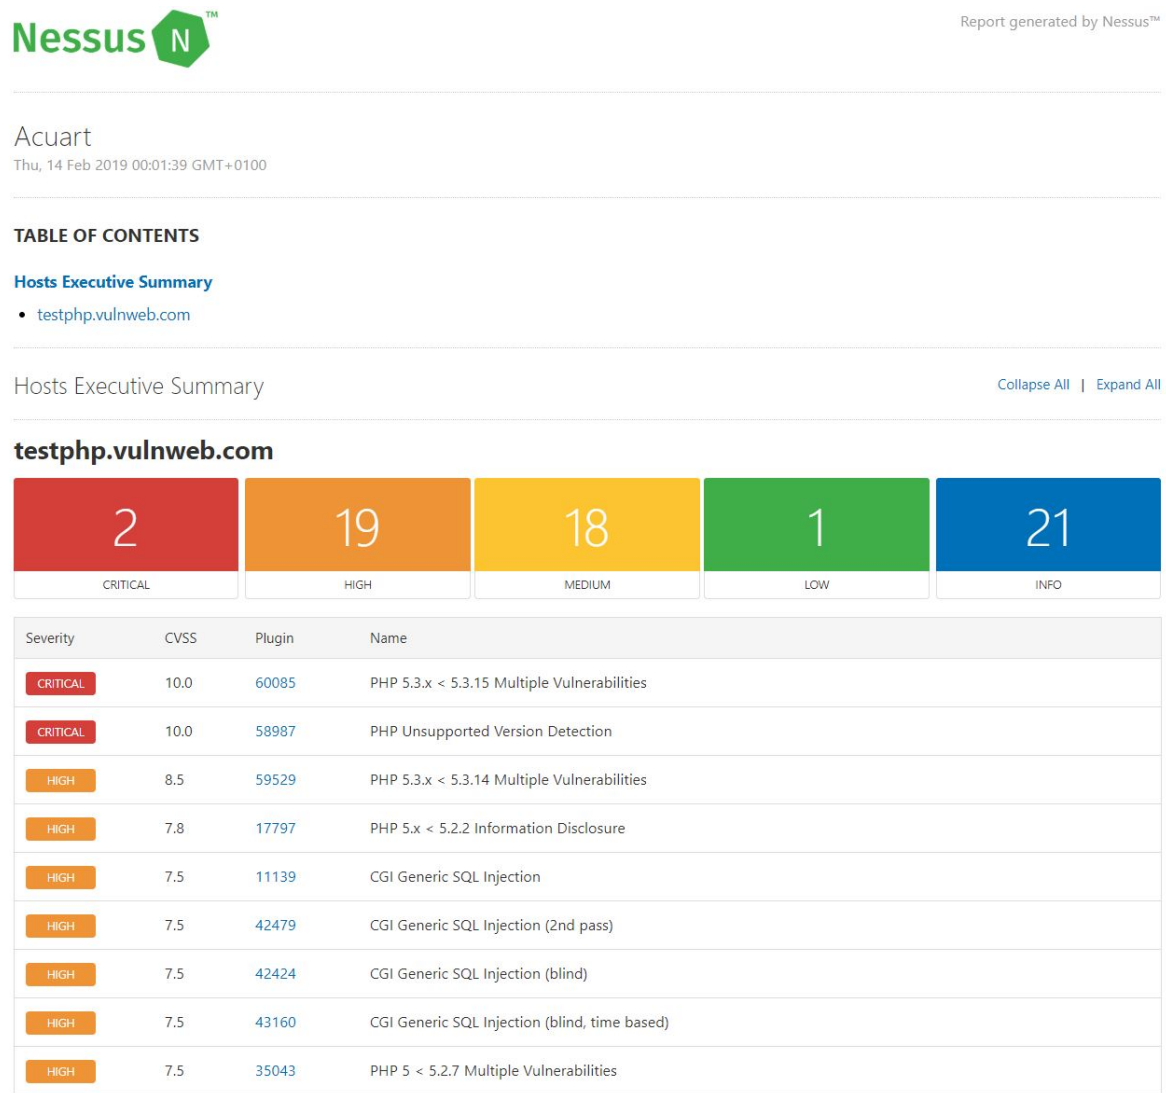 Nessus N ™
Report generated by Nessus™
Acuart
Thu, 14 Feb 2019 00:01:39 GMT+0100
TABLE OF CONTENTS
Hosts Executive Summary
• testphp.vulnweb.com
Hosts Executive Summary
Collapse All | Expand All
testphp.vulnweb.com
2 19 18 1 21
CRITICAL HIGH MEDIUM LOW INFO
Severity CVSS Plugin Name
CRITICAL 10.0 60085 PHP 5.3.x < 5.3.15 Multiple Vulnerabilities
CRITICAL 10.0 58987 PHP Unsupported Version Detection
HIGH 8.5 59529 PHP 5.3.x < 5.3.14 Multiple Vulnerabilities
HIGH 7.8 17797 PHP 5.x < 5.2.2 Information Disclosure
HIGH 7.5 11139 CGI Generic SQL Injection
HIGH 7.5 42479 CGI Generic SQL Injection (2nd pass)
HIGH 7.5 42424 CGI Generic SQL Injection (blind)
HIGH 7.5 43160 CGI Generic SQL Injection (blind, time based)
HIGH 7.5 35043 PHP 5 < 5.2.7 Multiple Vulnerabilities